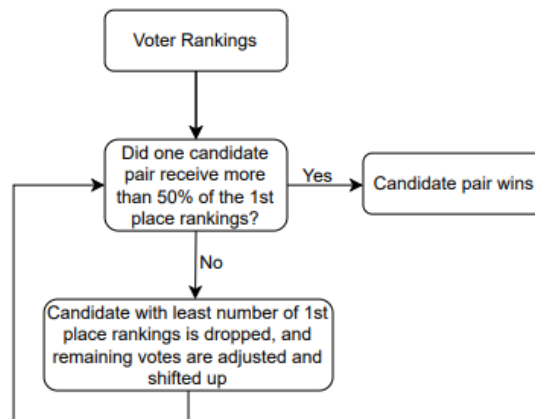 Voter Rankings
Did one candidate
pair receive more
than 50% of the 1st
place rankings?
Yes
Candidate pair wins
No
Candidate with least number of 1st
place rankings is dropped, and
remaining votes are adjusted and
shifted up